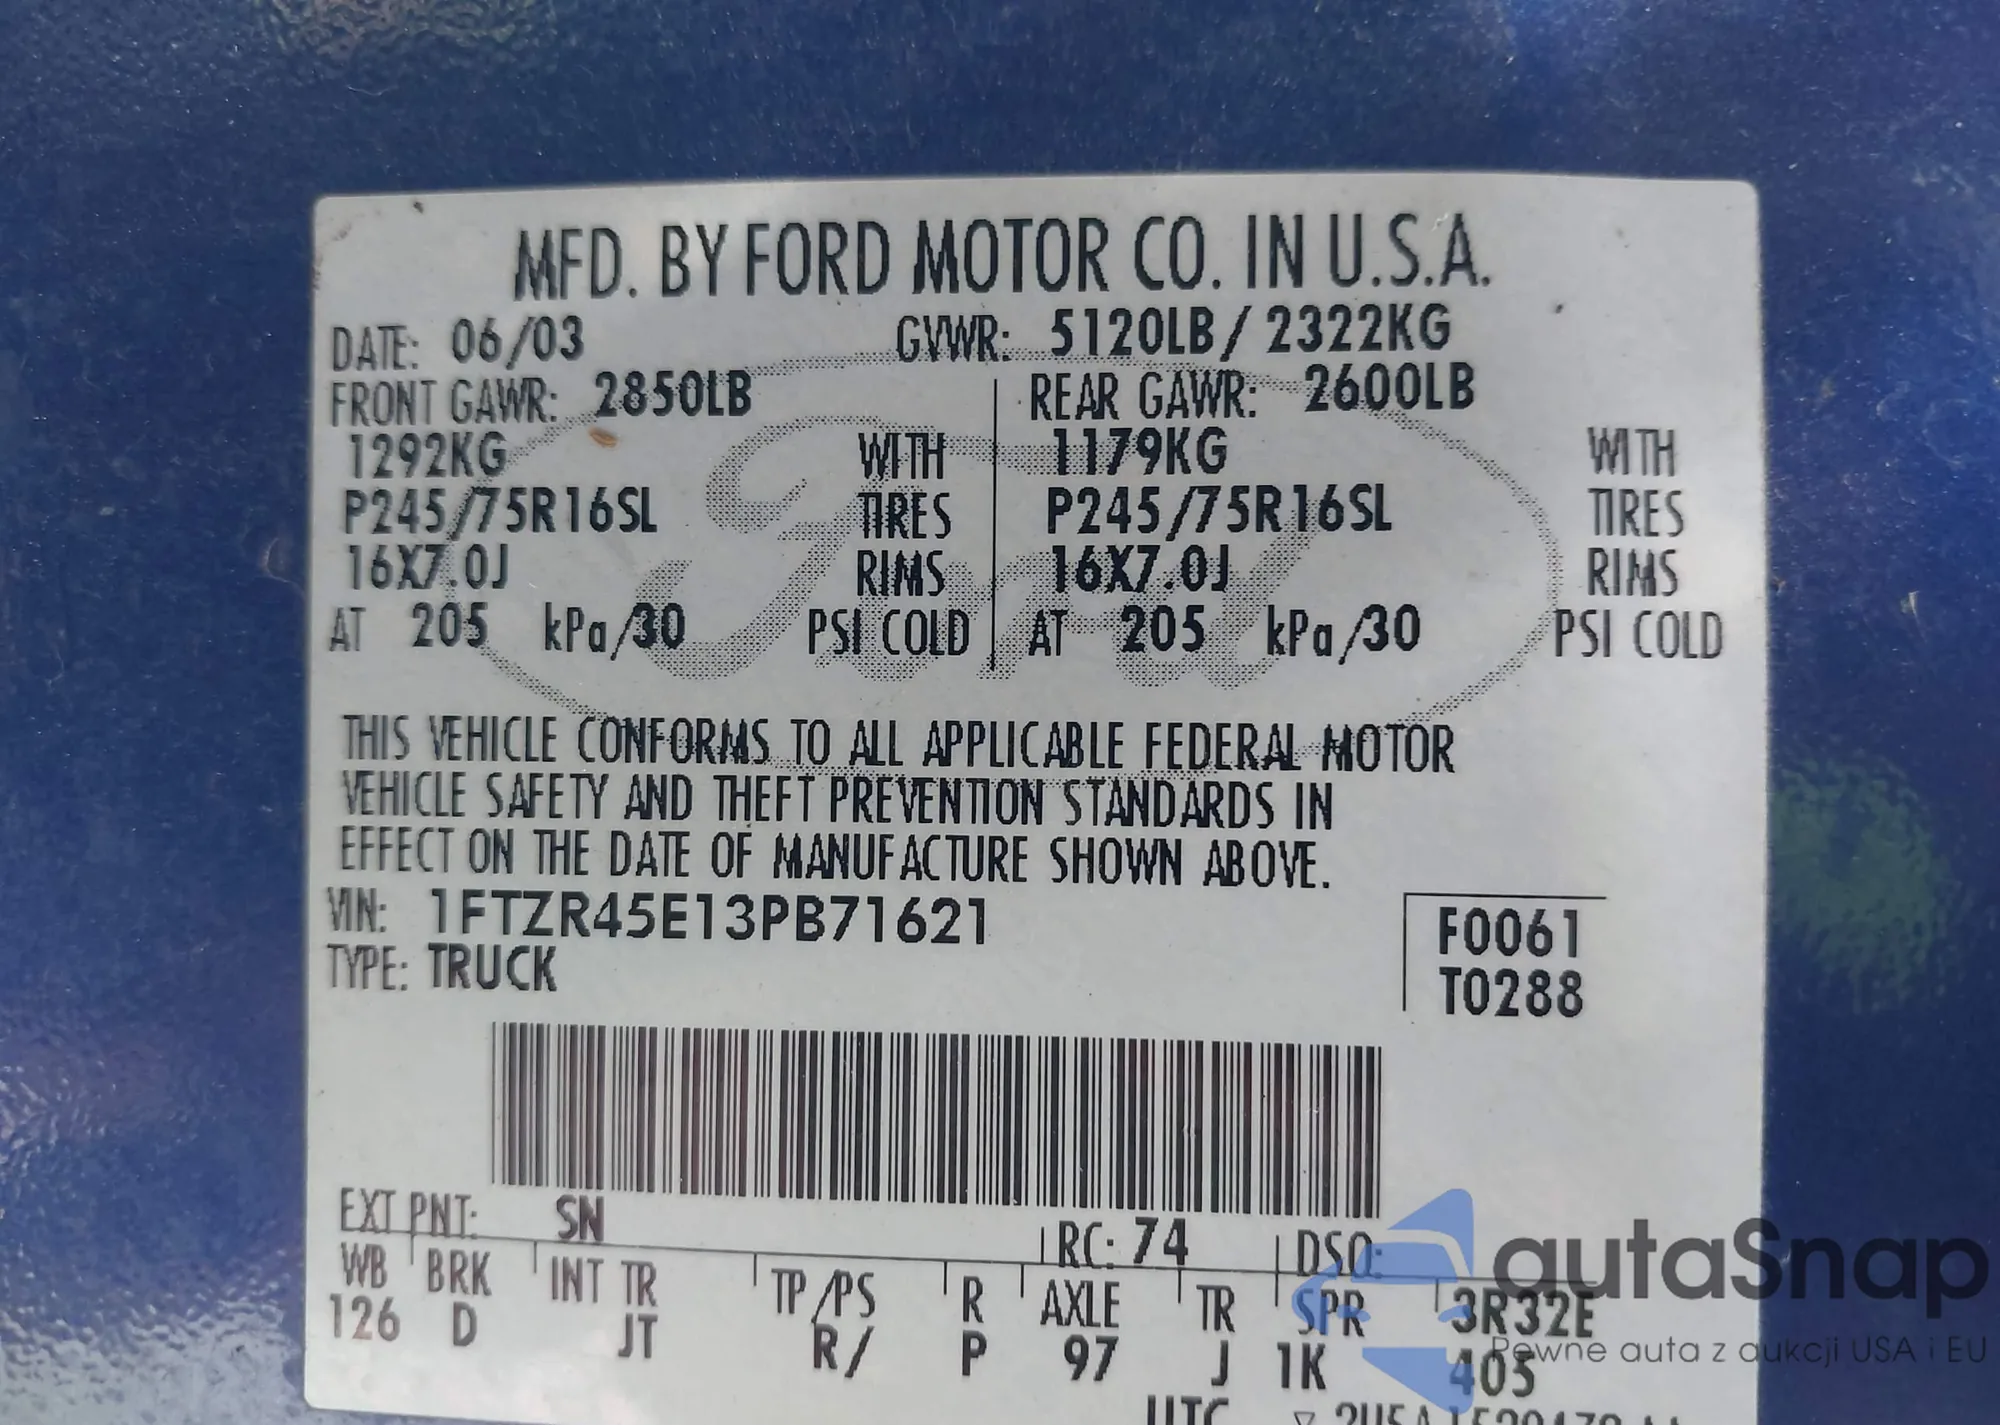 MFD. BY FORD MOTOR CO. IN U.S.A.
DATE: 06/03 GVWR: 5120LB/ 2322KG
FRONT GAWR: 2850LB REAR GAWR: 2600LB
1292KG WITH 1179KG WITH
P245/75R16SL TIRES P245/75R16SL TIRES
16X7.0J RIMS 16X7.0J RIMS
AT 205 kPa/30 PSI COLD AT 205 kPa/30 PSI COLD
Ford
THIS VEHICLE CONFORMS TO ALL APPLICABLE FEDERAL MOTOR
VEHICLE SAFETY AND THEFT PREVENTION STANDARDS IN
EFFECT ON THE DATE OF MANUFACTURE SHOWN ABOVE.
VIN: 1FTZR45E13PB71621 F0061
TYPE: TRUCK T0288
EXT PNT: SN RC: 74 DSO:
WB BRK INT TR TP/PS R AXLE TR SPR 3R32E
126 D JT R/ P 97 J 1K 405
UTC
autaSnap
Pewne auta z aukcji USA i EU